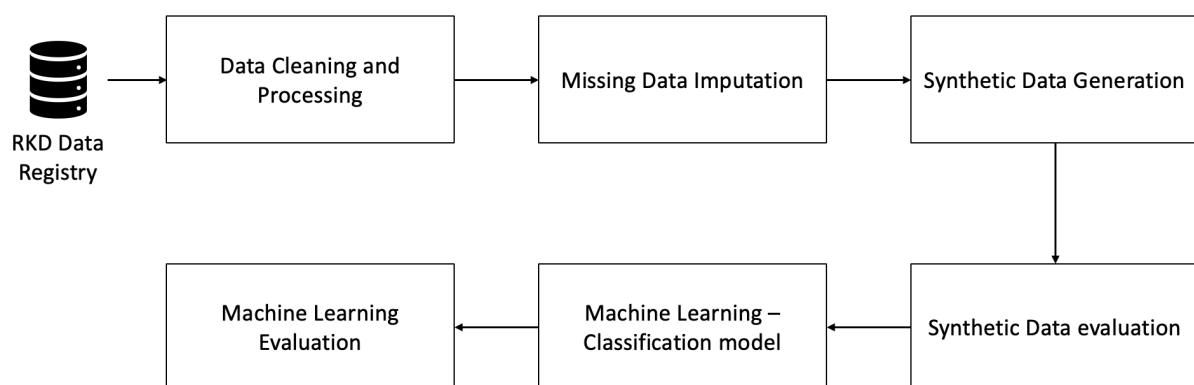 RKD Data
Registry
Data Cleaning and
Processing
Missing Data Imputation
Synthetic Data Generation
Synthetic Data evaluation
Machine Learning –
Classification model
Machine Learning
Evaluation